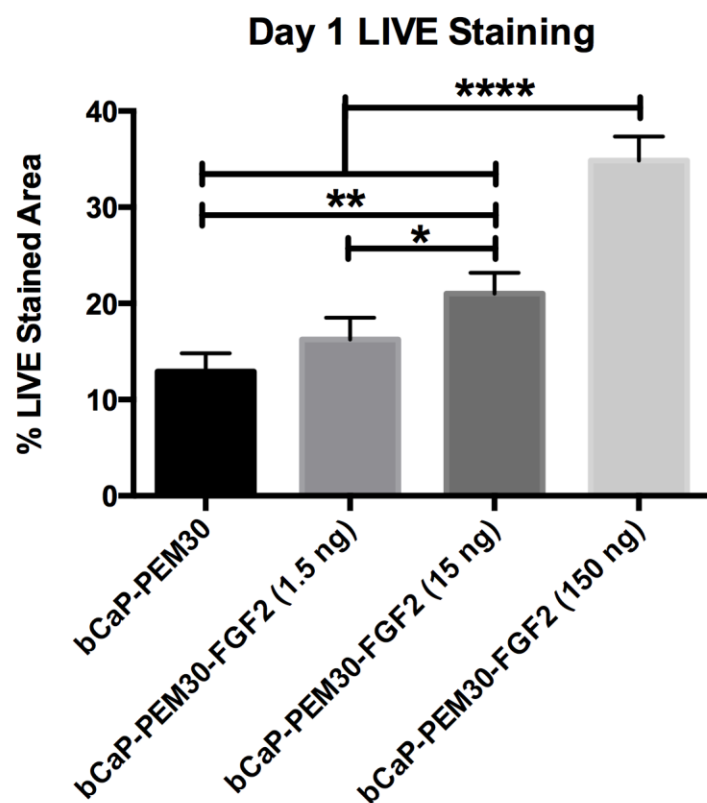 Day 1 LIVE Staining
****
**
*
% LIVE Stained Area
40
30
20
10
0
bCaP-PEM30
bCaP-PEM30-FGF2 (1.5 ng)
bCaP-PEM30-FGF2 (15 ng)
bCaP-PEM30-FGF2 (150 ng)